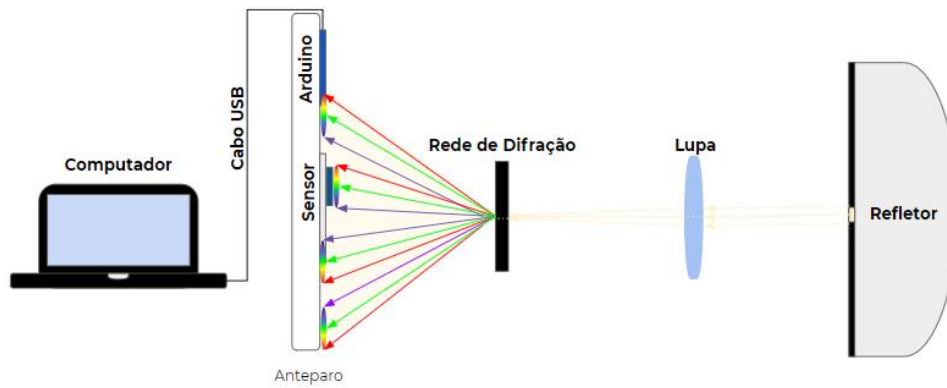 Computador
Cabo USB
Arduino
Sensor
Anteparo
Rede de Difração
Lupa
Refletor